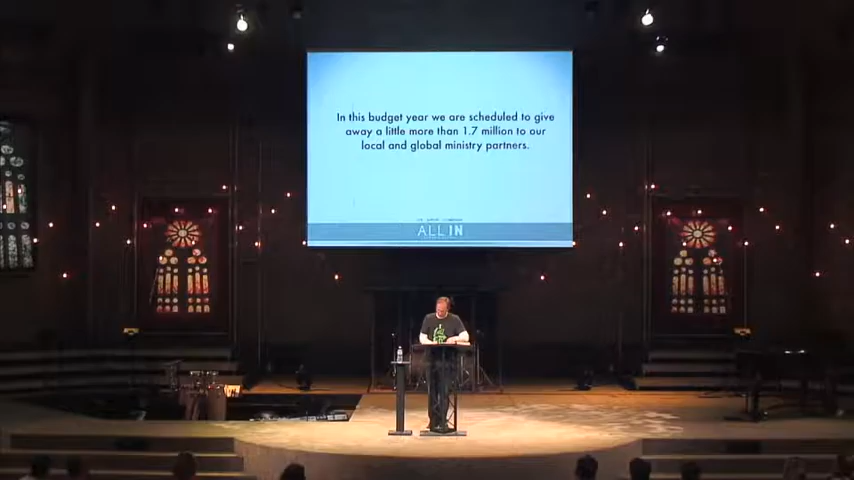 In this budget year we are scheduled to give
away a little more than 1.7 million to our
local and global ministry partners.
ALL IN